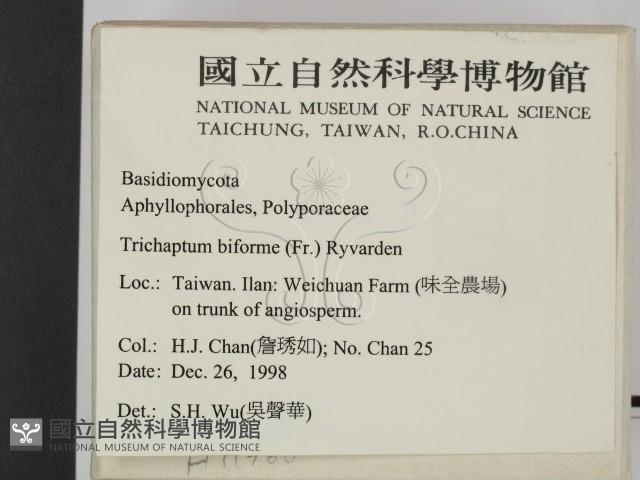 國立自然科學博物館
NATIONAL MUSEUM OF NATURAL SCIENCE
TAICHUNG, TAIWAN, R.O.CHINA
Basidiomycota
Aphyllophorales, Polyporaceae
Trichaptum biforme (Fr.) Ryvarden
Loc.: Taiwan. Ilan: Weichuan Farm (味全農場)
on trunk of angiosperm.
Col.: H.J. Chan(詹琇如); No. Chan 25
Date: Dec. 26, 1998
Det.: S.H. Wu(吳聲華)
國立自然科學博物館
NATIONAL MUSEUM OF NATURAL SCIENCE